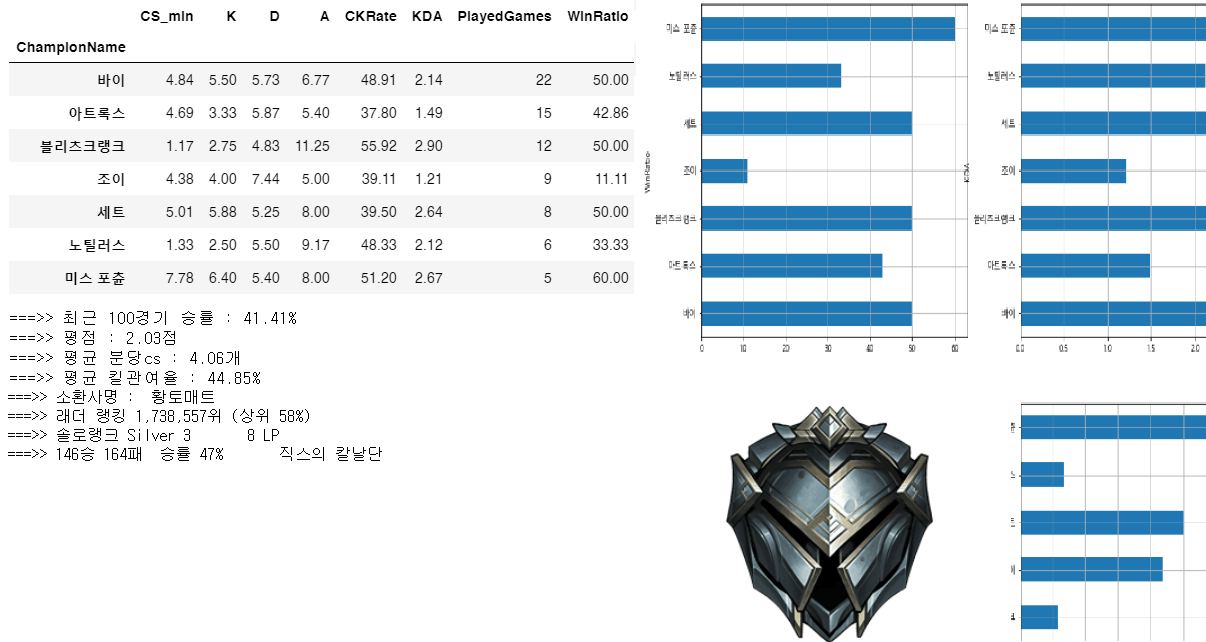 CS_min K D A CKRate KDA PlayedGames WinRatio
ChampionName
바이 4.84 5.50 5.73 6.77 48.91 2.14 22 50.00
아트록스 4.69 3.33 5.87 5.40 37.80 1.49 15 42.86
블리츠크랭크 1.17 2.75 4.83 11.25 55.92 2.90 12 50.00
조이 4.38 4.00 7.44 5.00 39.11 1.21 9 11.11
세트 5.01 5.88 5.25 8.00 39.50 2.64 8 50.00
노틸러스 1.33 2.50 5.50 9.17 48.33 2.12 6 33.33
미스 포츈 7.78 6.40 5.40 8.00 51.20 2.67 5 60.00
===>> 최근 100경기 승률 : 41.41%
===>> 평점 : 2.03점
===>> 평균 분당cs : 4.06개
===>> 평균 킬관여율 : 44.85%
===>> 소환사명 : 황토매트
===>> 래더 랭킹 1,738,557위 (상위 58%)
===>> 솔로랭크 Silver 3 8 LP
===>> 146승 164패 승률 47% 직스의 칼날단
WinRatio
미스 포츈
노틸러스
세트
조이
블리츠크랭크
아트록스
바이
0 10 20 30 40 50 60
KDA
미스 포츈
노틸러스
세트
조이
블리츠크랭크
아트록스
바이
0.0 0.5 1.0 1.5 2.0